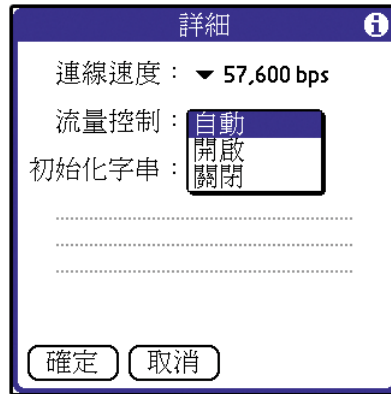 詳細
連線速度： 57,600 bps
流量控制： 自動
開啟
初始化字串： 關閉
確定 取消